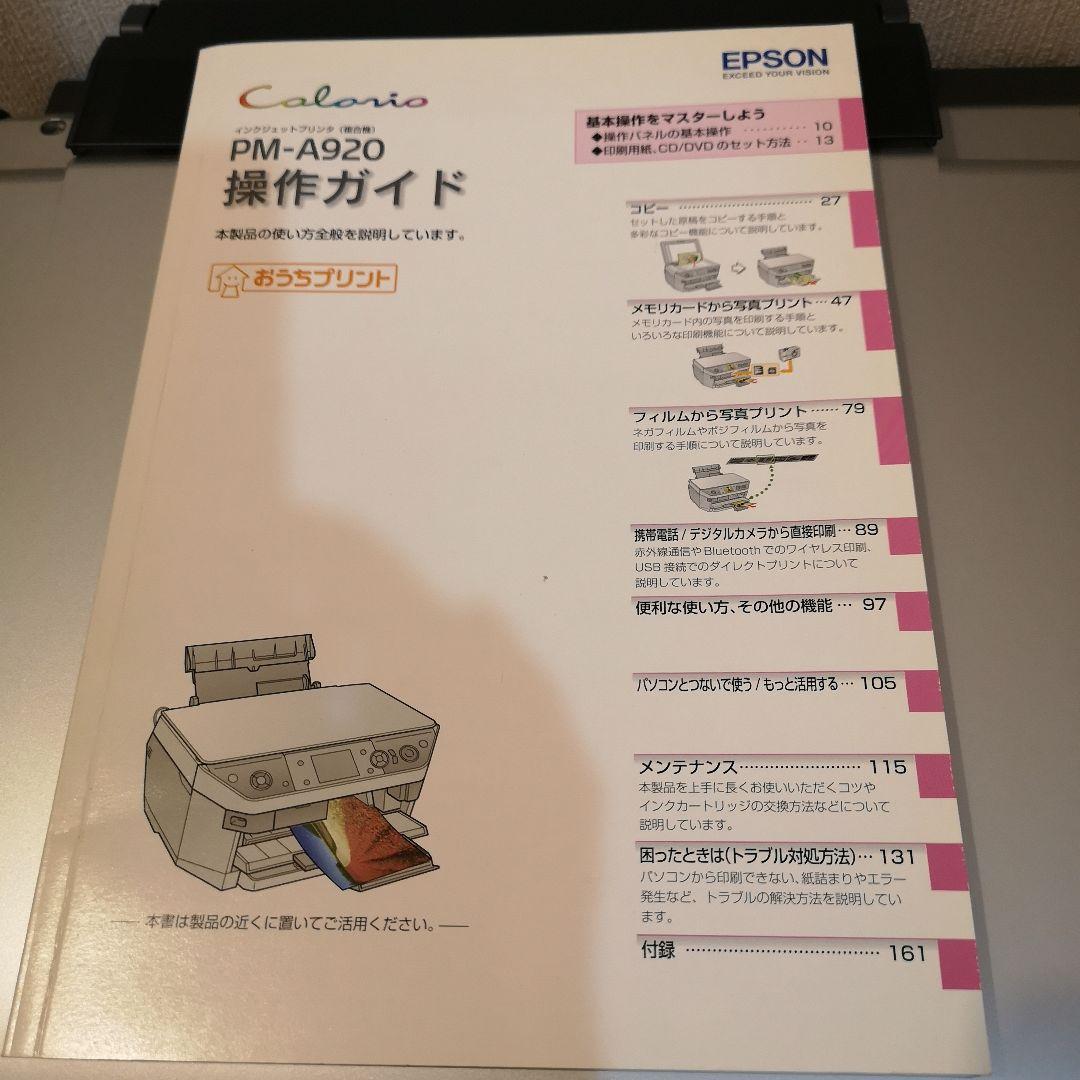 EPSON
EXCEED YOUR VISION
Colorio
インクジェットプリンタ(複合機)
PM-A920
操作ガイド
本製品の使い方全般を説明しています。
おうちプリント
本書は製品の近くに置いてご活用ください。
基本操作をマスターしよう
◆操作パネルの基本操作 ·········· 10
◆印刷用紙、CD/DVD のセット方法 ·· 13
コピー ······························ 27
セットした原稿をコピーする手順と
多彩なコピー機能について説明しています。
メモリカードから写真プリント··· 47
メモリカード内の写真を印刷する手順と
いろいろな印刷機能について説明しています。
フィルムから写真プリント······ 79
ネガフィルムやポジフィルムから写真を
印刷する手順について説明しています。
携帯電話 / デジタルカメラから直接印刷··· 89
赤外線通信や Bluetooth でのワイヤレス印刷、
USB 接続でのダイレクトプリントについて
説明しています。
便利な使い方、その他の機能 ··· 97
パソコンとつないで使う / もっと活用する··· 105
メンテナンス······················· 115
本製品を上手に長くお使いいただくコツや
インクカートリッジの交換方法などについて
説明しています。
困ったときは(トラブル対処方法)··· 131
パソコンから印刷できない、紙詰まりやエラー
発生など、トラブルの解決方法を説明してい
ます。
付録 ····································· 161